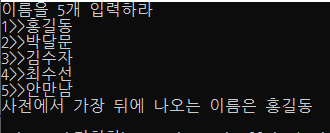 이름을 5개 입력하라
1>>홍길동
2>>박달문
3>>김수자
4>>최수선
5>>안만남
사전에서 가장 뒤에 나오는 이름은 홍길동